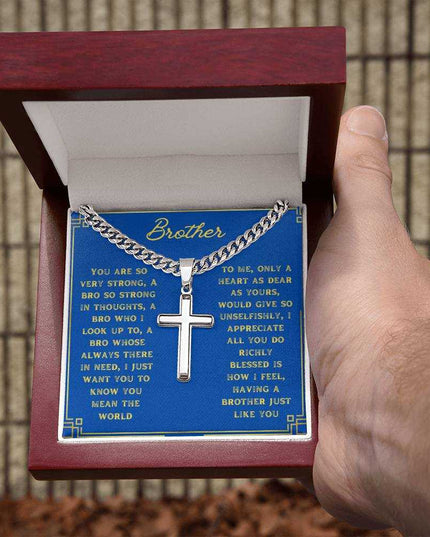 Brother
YOU ARE SO
VERY STRONG, A
BRO SO STRONG
IN THOUGHTS, A
BRO WHO I
LOOK UP TO, A
BRO WHOSE
ALWAYS THERE
IN NEED, I JUST
WANT YOU TO
KNOW YOU
MEAN THE
WORLD
TO ME, ONLY A
HEART AS DEAR
AS YOURS,
WOULD GIVE SO
UNSELFISHLY, I
APPRECIATE
ALL YOU DO
RICHLY
BLESSED IS
HOW I FEEL,
HAVING A
BROTHER JUST
LIKE YOU